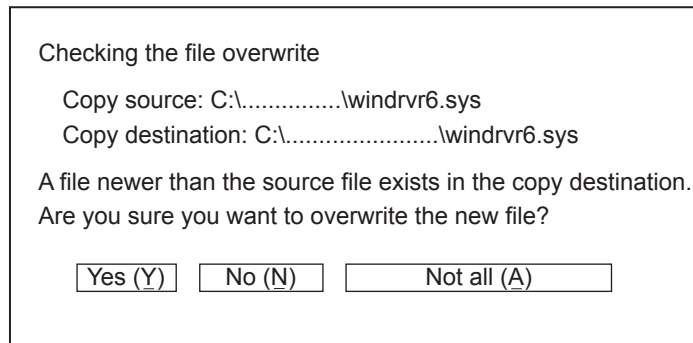 Checking the file overwrite
Copy source: C:\...............\windrvr6.sys
Copy destination: C:\.......................\windrvr6.sys
A file newer than the source file exists in the copy destination.
Are you sure you want to overwrite the new file?
Yes (Y) No (N) Not all (A)